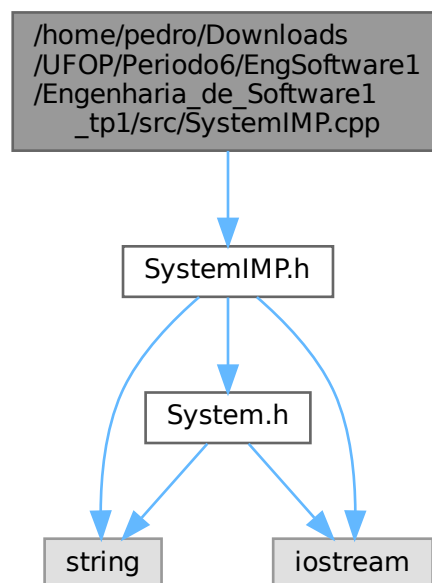 /home/pedro/Downloads
/UFOP/Periodo6/EngSoftware1
/Engenharia_de_Software1
_tp1/src/SystemIMP.cpp
SystemIMP.h
System.h
string
iostream